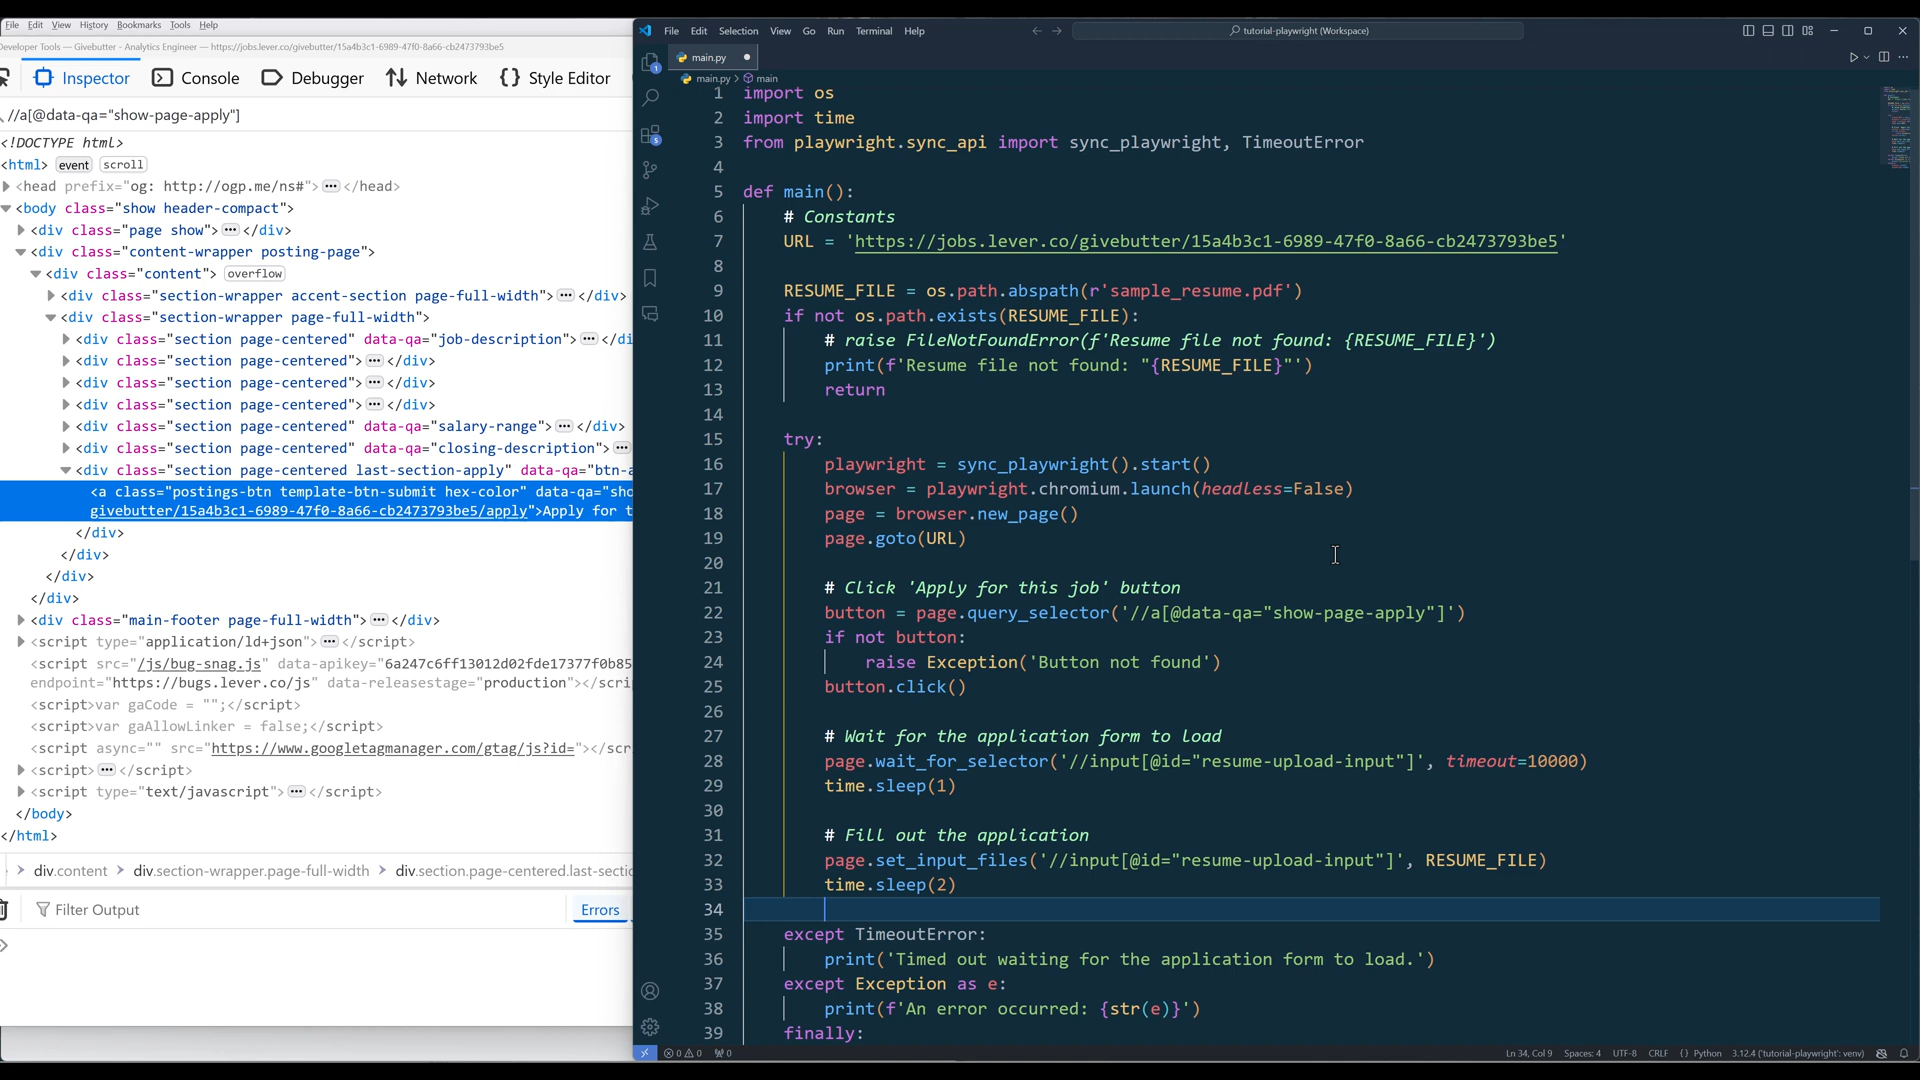 File Edit View History Bookmarks Tools Help
Developer Tools — Givebutter - Analytics Engineer — https://jobs.lever.co/givebutter/15a4b3c1-6989-47f0-8a66-cb2473793be5
Inspector Console Debugger Network Style Editor
//a[@data-qa="show-page-apply"]
<!DOCTYPE html>
<html> event scroll
<head prefix="og: http://ogp.me/ns#"> ••• </head>
<body class="show header-compact">
<div class="page show"> ••• </div>
<div class="content-wrapper posting-page">
<div class="content"> overflow
<div class="section-wrapper accent-section page-full-width"> ••• </div>
<div class="section-wrapper page-full-width">
<div class="section page-centered" data-qa="job-description"> ••• </di
<div class="section page-centered"> ••• </div>
<div class="section page-centered"> ••• </div>
<div class="section page-centered"> ••• </div>
<div class="section page-centered" data-qa="salary-range"> ••• </div>
<div class="section page-centered" data-qa="closing-description"> •••
<div class="section page-centered last-section-apply" data-qa="btn-a
<a class="postings-btn template-btn-submit hex-color" data-qa="sho
givebutter/15a4b3c1-6989-47f0-8a66-cb2473793be5/apply">Apply for t
</div>
</div>
</div>
</div>
<div class="main-footer page-full-width"> ••• </div>
<script type="application/ld+json"> ••• </script>
<script src="/js/bug-snag.js" data-apikey="6a247c6ff13012d02fde17377f0b85
endpoint="https://bugs.lever.co/js" data-releasestage="production"></scri
<script>var gaCode = "";</script>
<script>var gaAllowLinker = false;</script>
<script async="" src="https://www.googletagmanager.com/gtag/js?id="></scr
<script> ••• </script>
<script type="text/javascript"> ••• </script>
</body>
</html>
div.content div.section-wrapper.page-full-width div.section.page-centered.last-sectio
Filter Output Errors
File Edit Selection View Go Run Terminal Help
tutorial-playwright (Workspace)
main.py
main.py > main
1 import os
2 import time
3 from playwright.sync_api import sync_playwright, TimeoutError
4
5 def main():
6 # Constants
7 URL = 'https://jobs.lever.co/givebutter/15a4b3c1-6989-47f0-8a66-cb2473793be5'
8
9 RESUME_FILE = os.path.abspath(r'sample_resume.pdf')
10 if not os.path.exists(RESUME_FILE):
11 # raise FileNotFoundError(f'Resume file not found: {RESUME_FILE}')
12 print(f'Resume file not found: "{RESUME_FILE}"')
13 return
14
15 try:
16 playwright = sync_playwright().start()
17 browser = playwright.chromium.launch(headless=False)
18 page = browser.new_page()
19 page.goto(URL)
20
21 # Click 'Apply for this job' button
22 button = page.query_selector('//a[@data-qa="show-page-apply"]')
23 if not button:
24 raise Exception('Button not found')
25 button.click()
26
27 # Wait for the application form to load
28 page.wait_for_selector('//input[@id="resume-upload-input"]', timeout=10000)
29 time.sleep(1)
30
31 # Fill out the application
32 page.set_input_files('//input[@id="resume-upload-input"]', RESUME_FILE)
33 time.sleep(2)
34
35 except TimeoutError:
36 print('Timed out waiting for the application form to load.')
37 except Exception as e:
38 print(f'An error occurred: {str(e)}')
39 finally:
0 0 0 Ln 34, Col 9 Spaces: 4 UTF-8 CRLF {} Python 3.12.4 ('tutorial-playwright': venv)